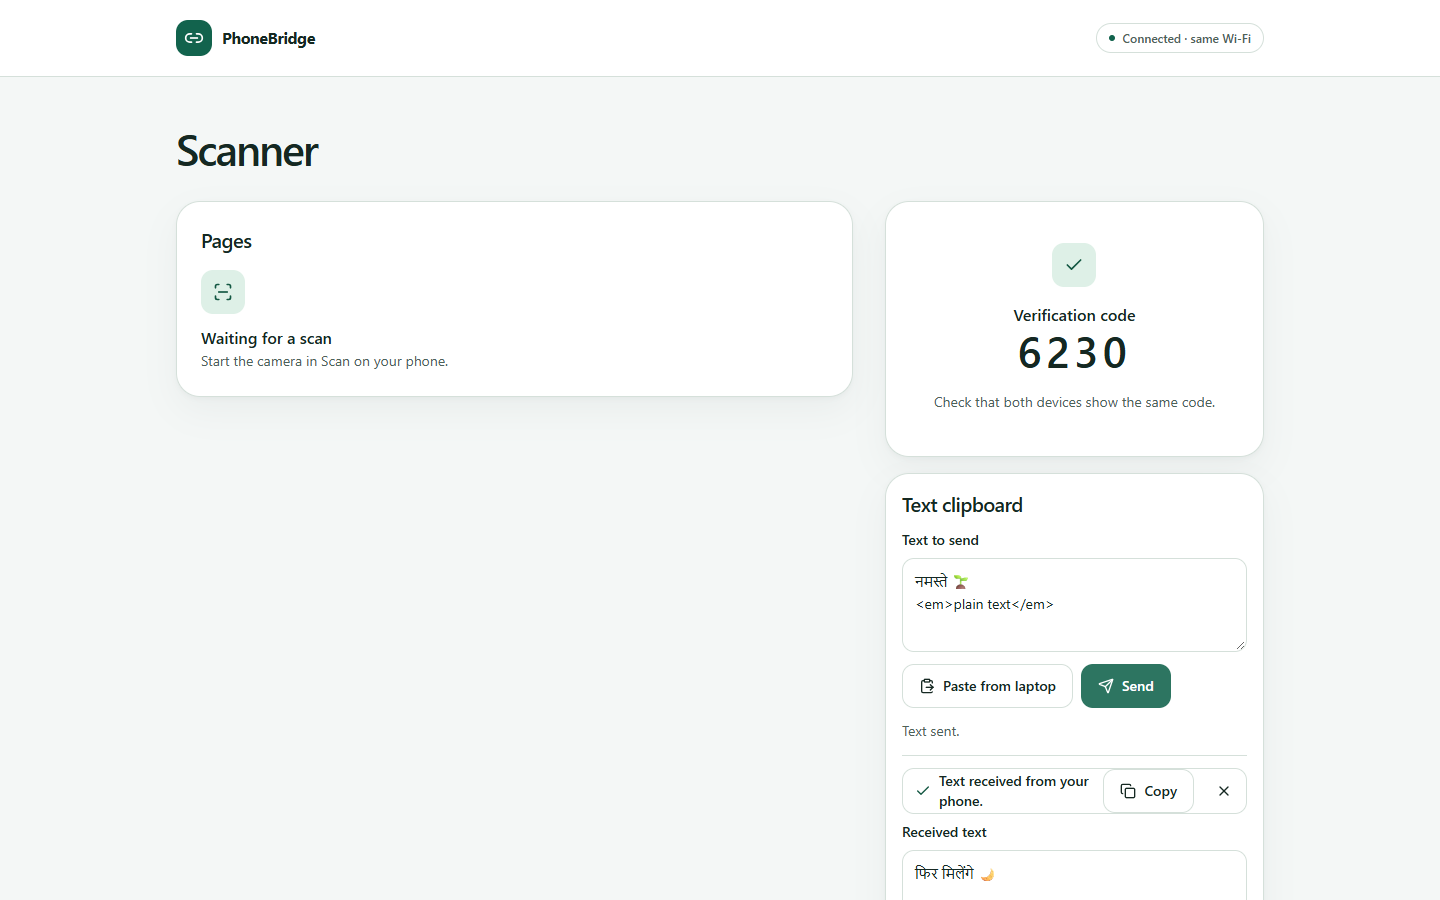 PhoneBridge
Connected · same Wi-Fi
Scanner
Pages
Waiting for a scan
Start the camera in Scan on your phone.
Verification code
6230
Check that both devices show the same code.
Text clipboard
Text to send
नमस्ते 🌱
<em>plain text</em>
Paste from laptop
Send
Text sent.
Text received from your
phone.
Copy
Received text
फिर मिलेंगे 🌙